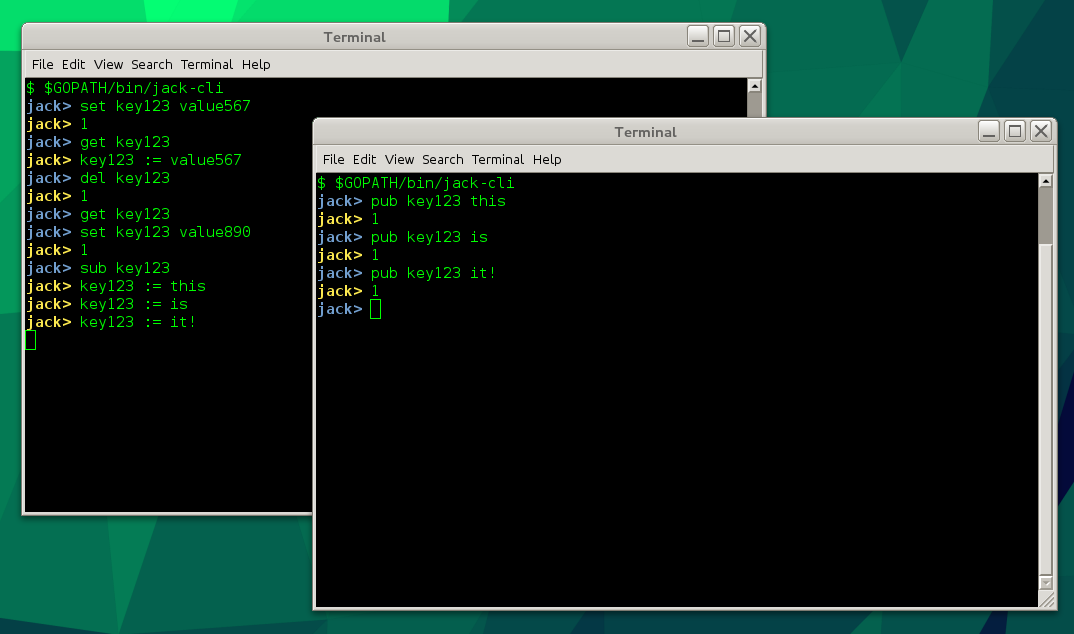 Terminal
File Edit View Search Terminal Help
$ $GOPATH/bin/jack-cli
jack> set key123 value567
jack> 1
jack> get key123
jack> key123 := value567
jack> del key123
jack> 1
jack> get key123
jack> set key123 value890
jack> 1
jack> sub key123
jack> key123 := this
jack> key123 := is
jack> key123 := it!
Terminal
File Edit View Search Terminal Help
$ $GOPATH/bin/jack-cli
jack> pub key123 this
jack> 1
jack> pub key123 is
jack> 1
jack> pub key123 it!
jack> 1
jack>